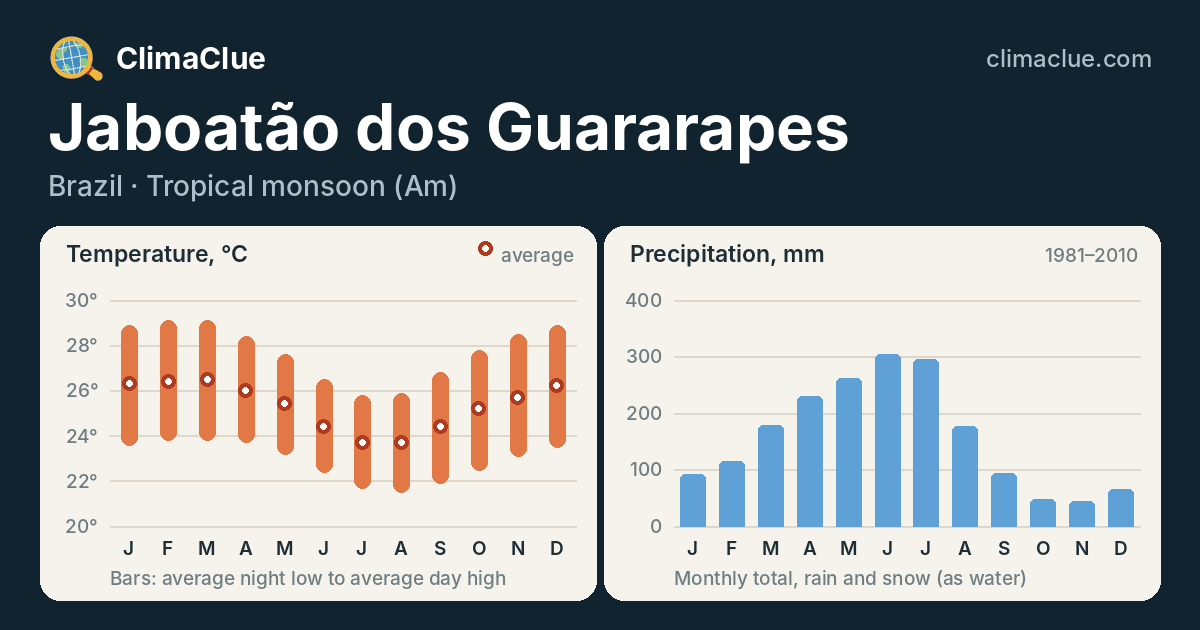 ClimaClue
climaclue.com
Jaboatão dos Guararapes
Brazil · Tropical monsoon (Am)
Temperature, °C
average
30°
28°
26°
24°
22°
20°
J F M A M J J A S O N D
Bars: average night low to average day high
Precipitation, mm
1981–2010
400
300
200
100
0
J F M A M J J A S O N D
Monthly total, rain and snow (as water)